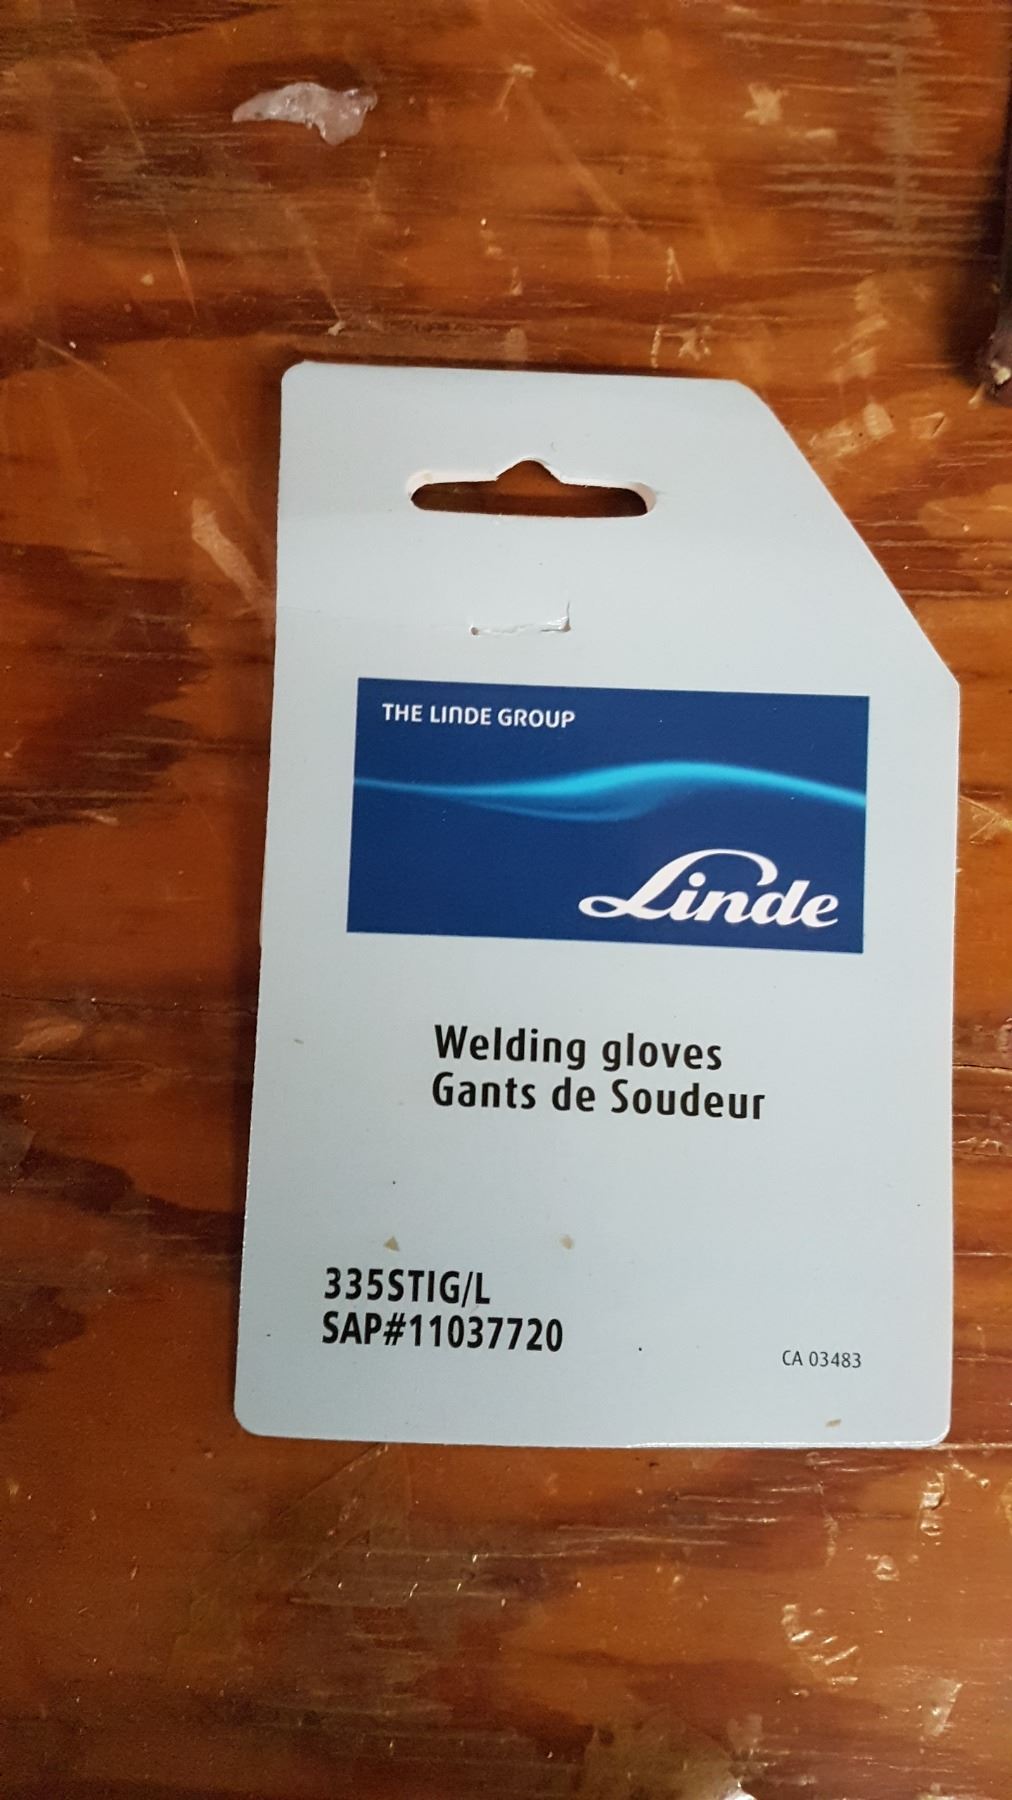 THE LINDE GROUP
Linde
Welding gloves
Gants de Soudeur
335STIG/L
SAP#11037720
CA 03483